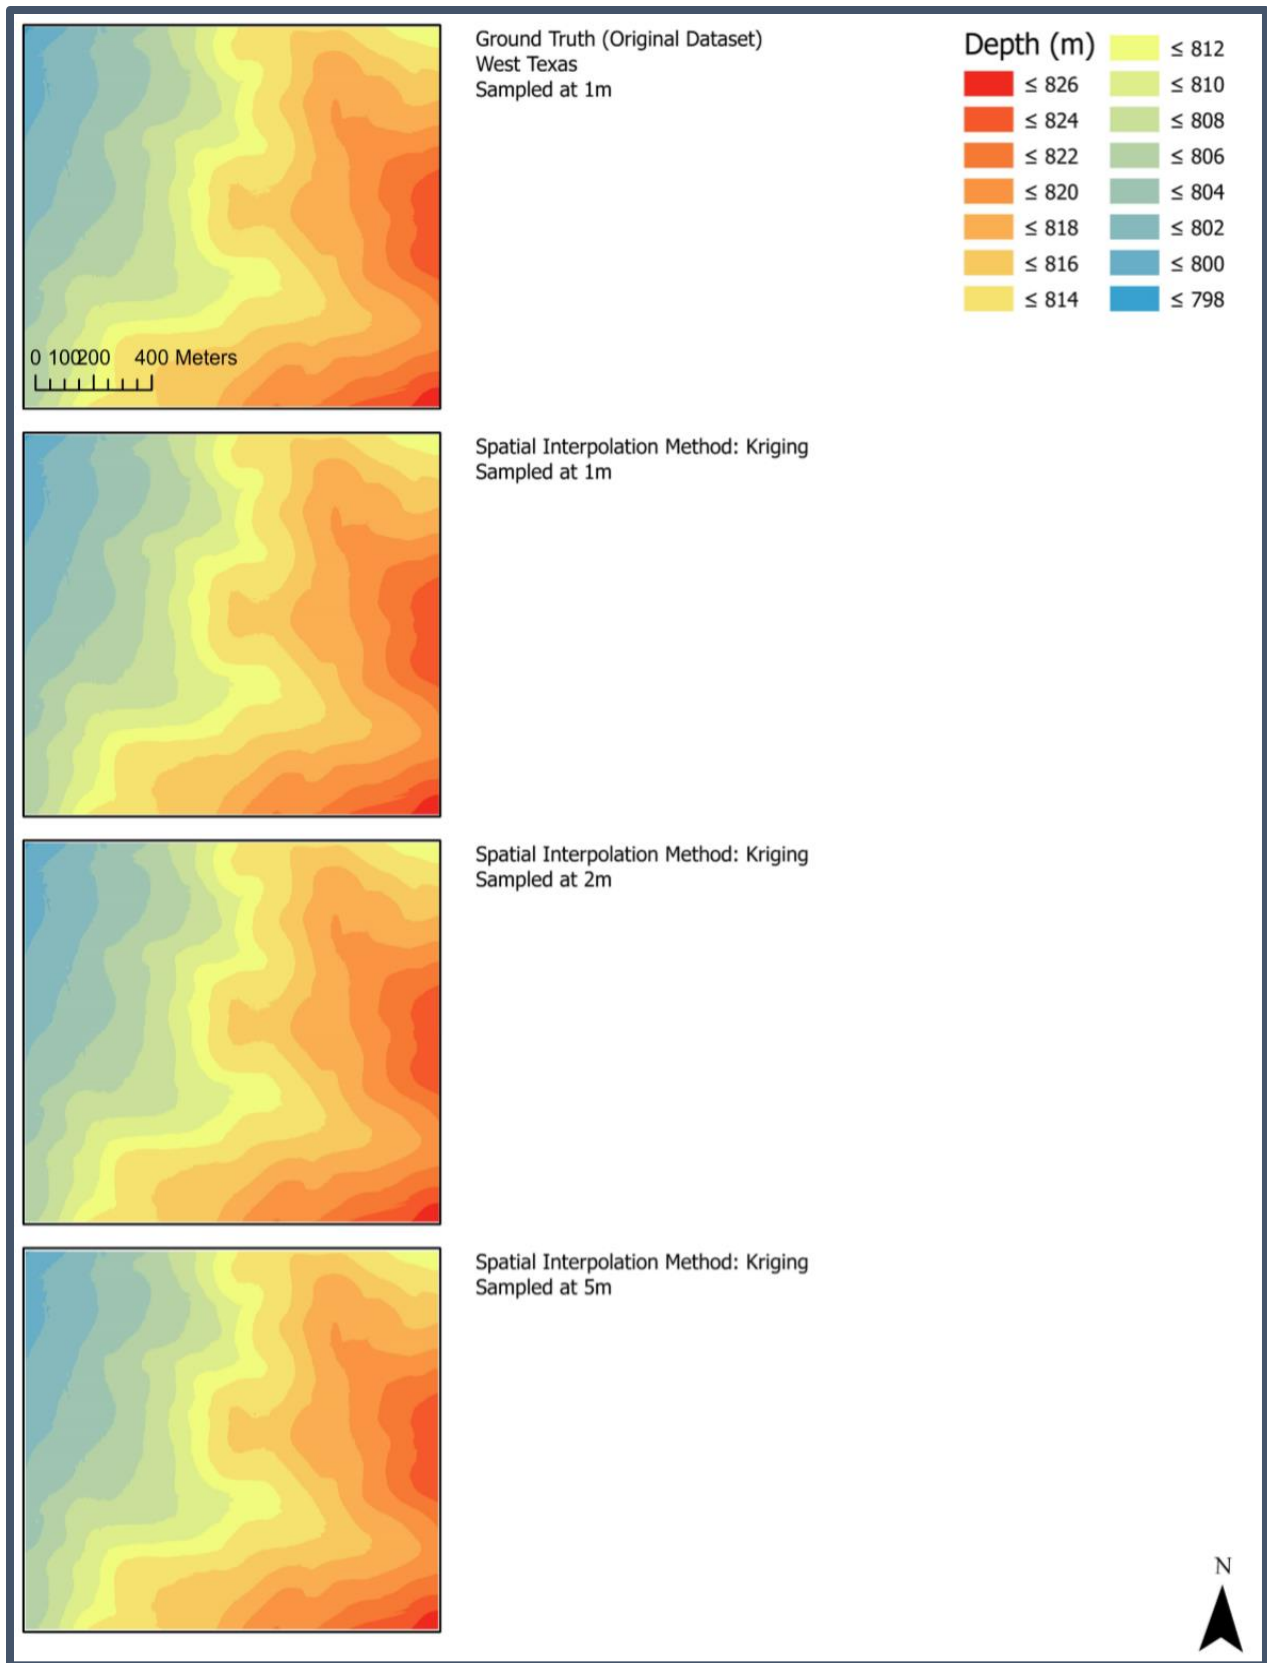 Ground Truth (Original Dataset)
West Texas
Sampled at 1m
Depth (m)
≤ 826
≤ 824
≤ 822
≤ 820
≤ 818
≤ 816
≤ 814
≤ 812
≤ 810
≤ 808
≤ 806
≤ 804
≤ 802
≤ 800
≤ 798
0 100200 400 Meters
Spatial Interpolation Method: Kriging
Sampled at 1m
Spatial Interpolation Method: Kriging
Sampled at 2m
Spatial Interpolation Method: Kriging
Sampled at 5m
N